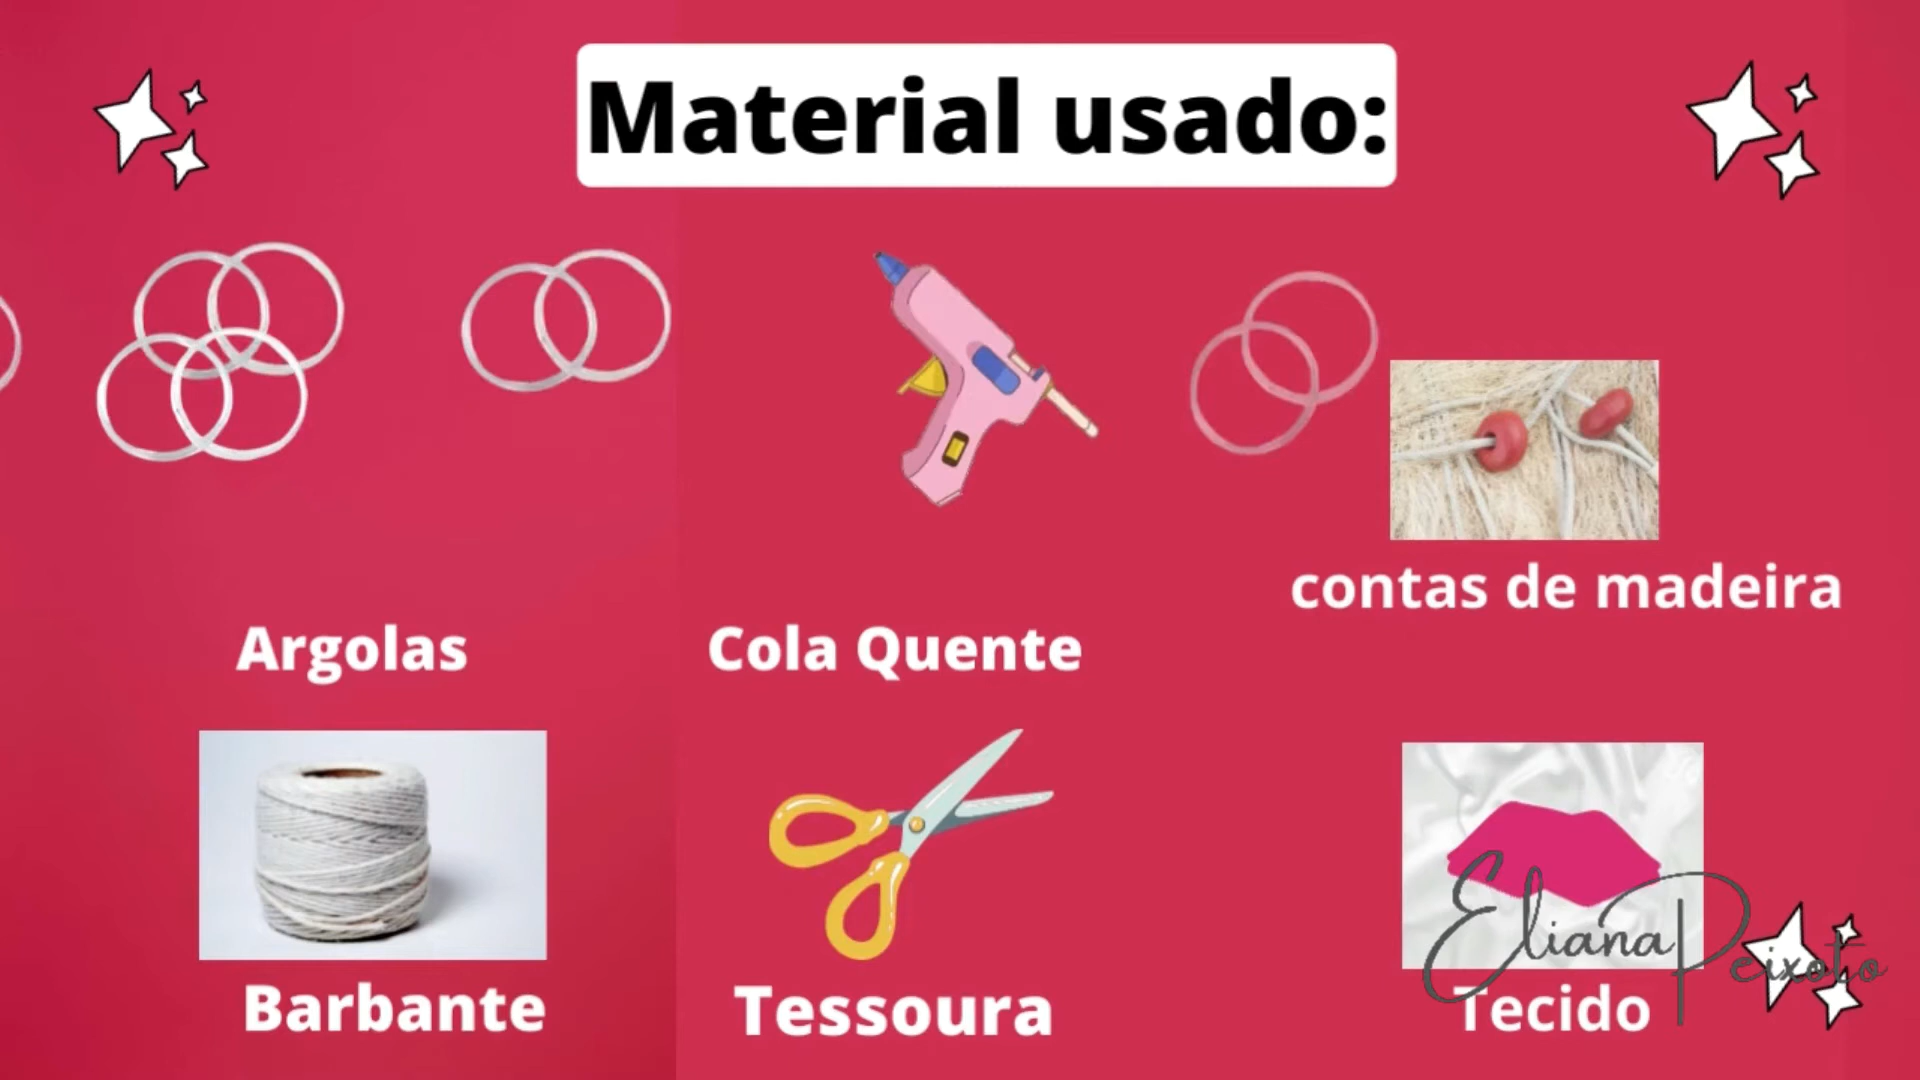 Material usado:
contas de madeira
Argolas
Cola Quente
Barbante
Tessoura
Tecido
Eliana Peixoto